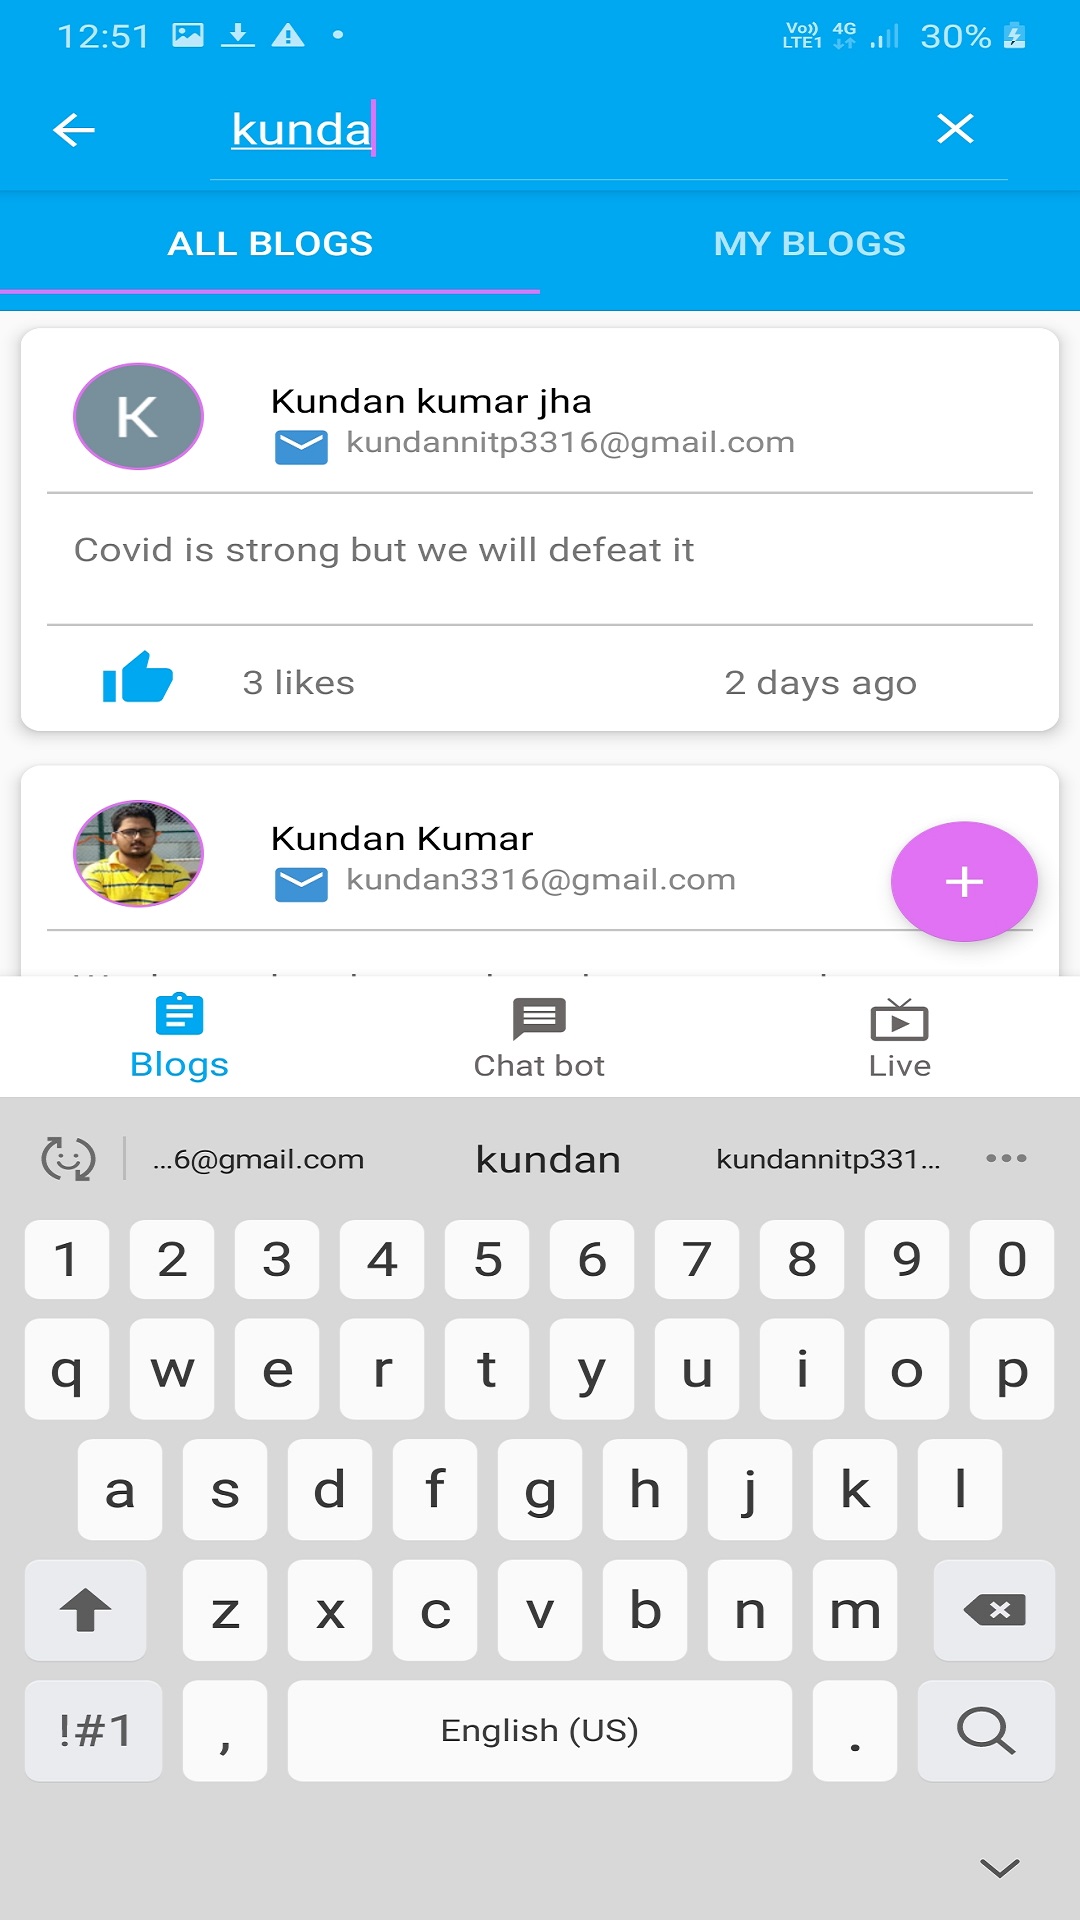 12:51 Vo)) LTE1 4G 30%
kunda
ALL BLOGS MY BLOGS
K Kundan kumar jha
kundannitp3316@gmail.com
Covid is strong but we will defeat it
3 likes 2 days ago
Kundan Kumar
kundan3316@gmail.com
+
Blogs Chat bot Live
...6@gmail.com kundan kundannitp331...
1 2 3 4 5 6 7 8 9 0
q w e r t y u i o p
a s d f g h j k l
z x c v b n m
!#1 , English (US) .